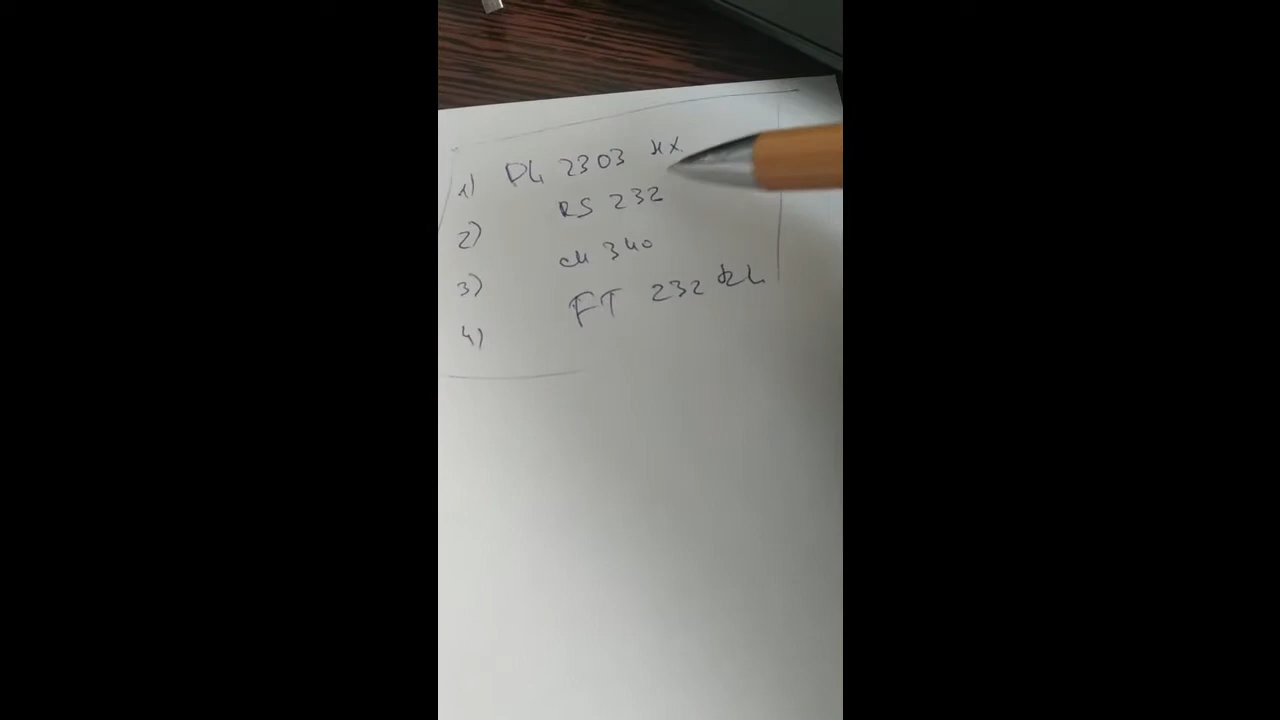 1) PL 2303 HX
2) RS 232
3) CH 340
4) FT 232 RL